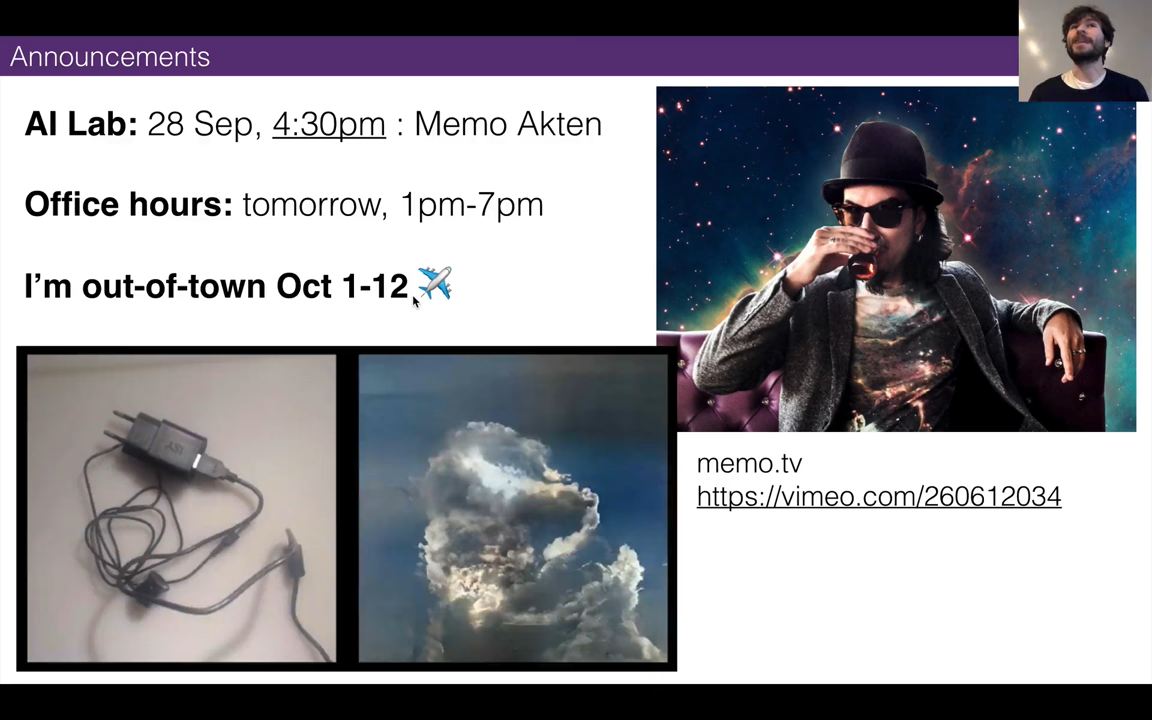 Announcements
AI Lab: 28 Sep, 4:30pm : Memo Akten
Office hours: tomorrow, 1pm-7pm
I’m out-of-town Oct 1-12
memo.tv
https://vimeo.com/260612034